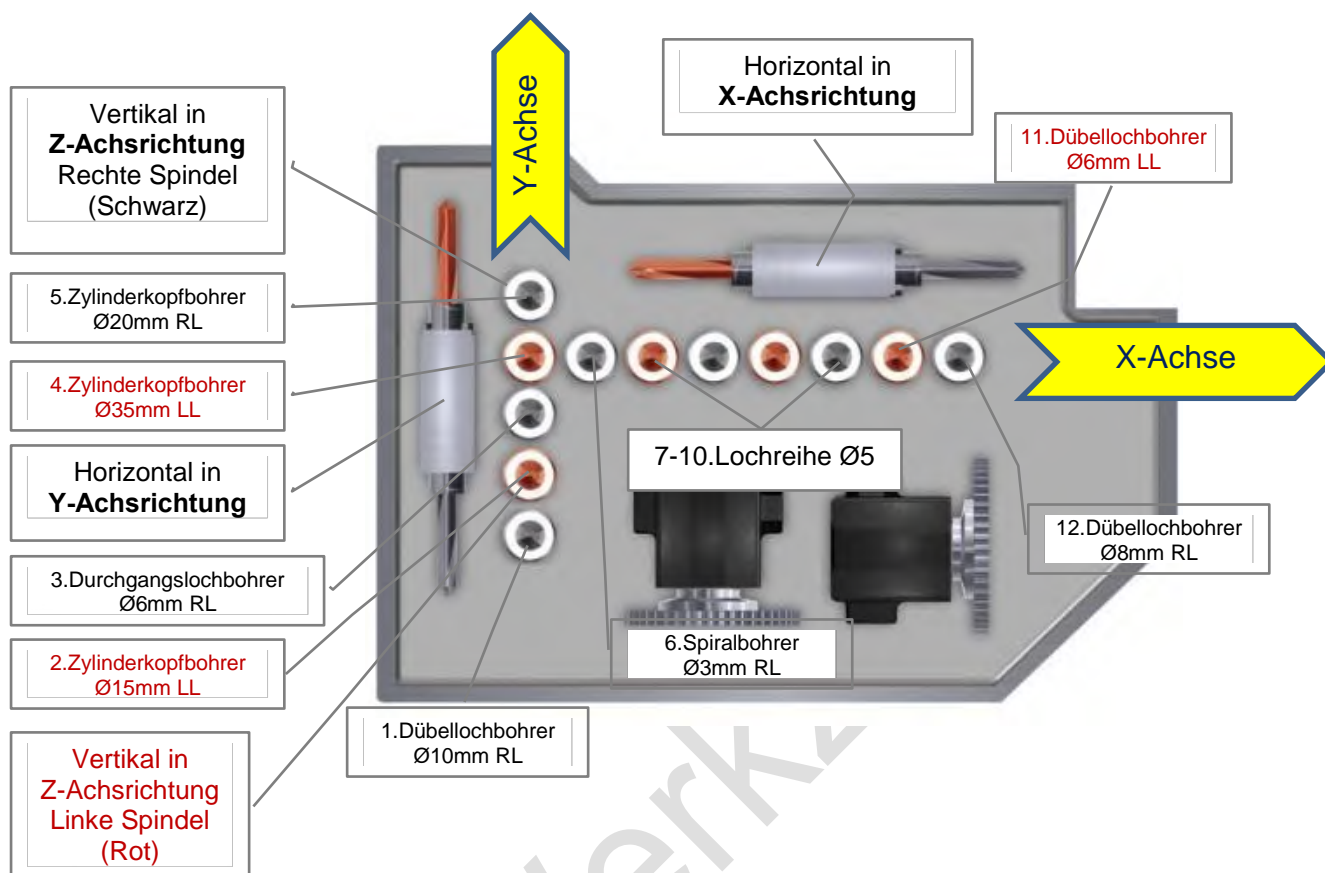 Vertikal in
Z-Achsrichtung
Rechte Spindel
(Schwarz)
Y-Achse
Horizontal in
X-Achsrichtung
11.Dübellochbohrer
Ø6mm LL
5.Zylinderkopfbohrer
Ø20mm RL
X-Achse
4.Zylinderkopfbohrer
Ø35mm LL
7-10.Lochreihe Ø5
Horizontal in
Y-Achsrichtung
12.Dübellochbohrer
Ø8mm RL
3.Durchgangslochbohrer
Ø6mm RL
6.Spiralbohrer
Ø3mm RL
2.Zylinderkopfbohrer
Ø15mm LL
1.Dübellochbohrer
Ø10mm RL
Vertikal in
Z-Achsrichtung
Linke Spindel
(Rot)